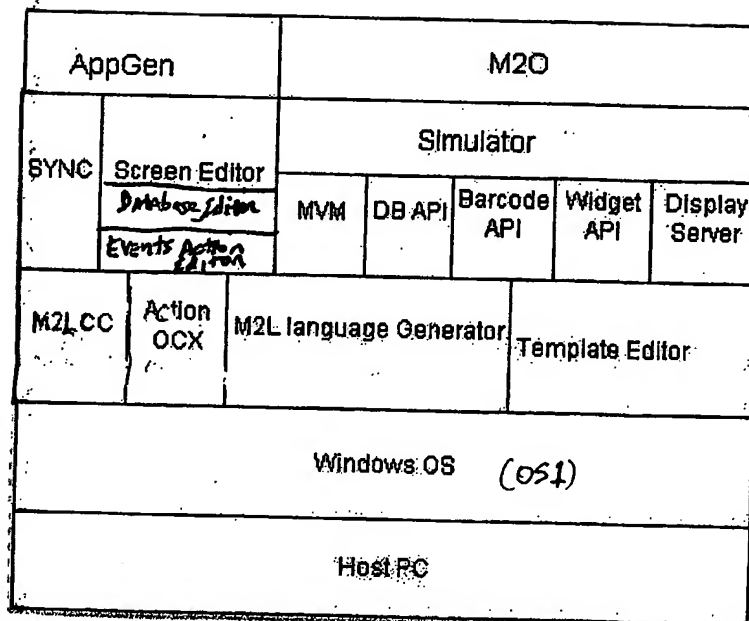 AppGen
M2O
SYNC
Screen Editor
Database Editor
Events Action
Editor
Simulator
MVM
DB API
Barcode
API
Widget
API
Display
Server
M2LCC
Action
OCX
M2L language Generator
Template Editor
Windows OS (OS1)
Host PC